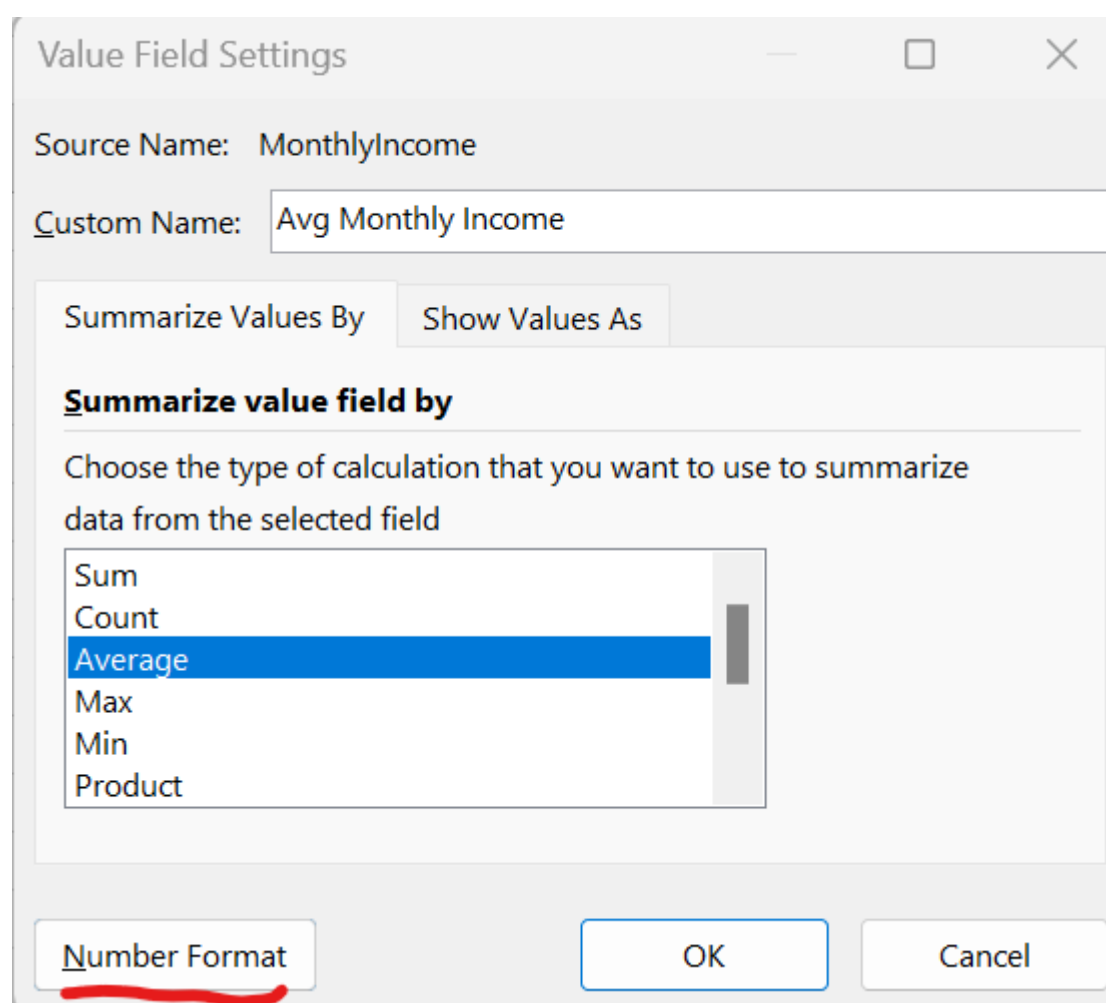 Value Field Settings
Source Name: MonthlyIncome
Custom Name: Avg Monthly Income
Summarize Values By Show Values As
Summarize value field by
Choose the type of calculation that you want to use to summarize
data from the selected field
Sum
Count
Average
Max
Min
Product
Number Format OK Cancel